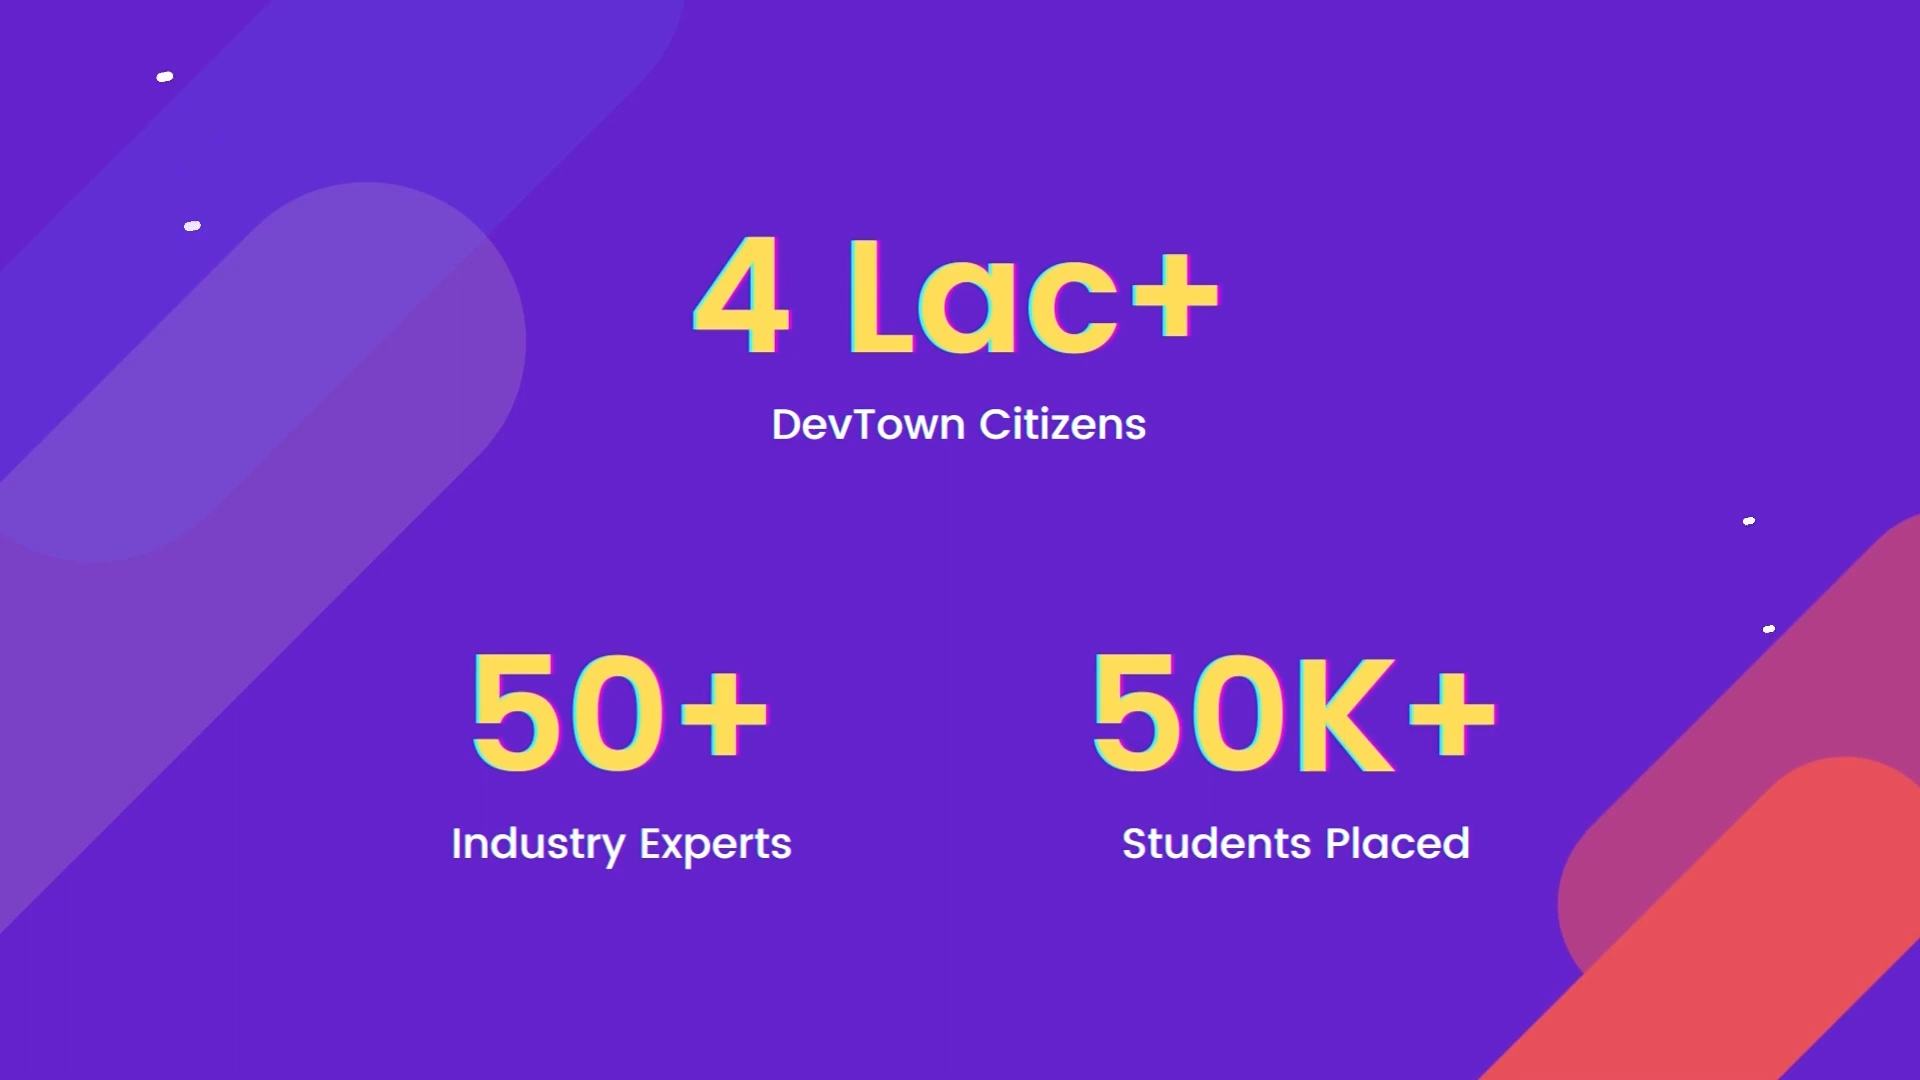 4 Lac+
DevTown Citizens
50+
Industry Experts
50K+
Students Placed